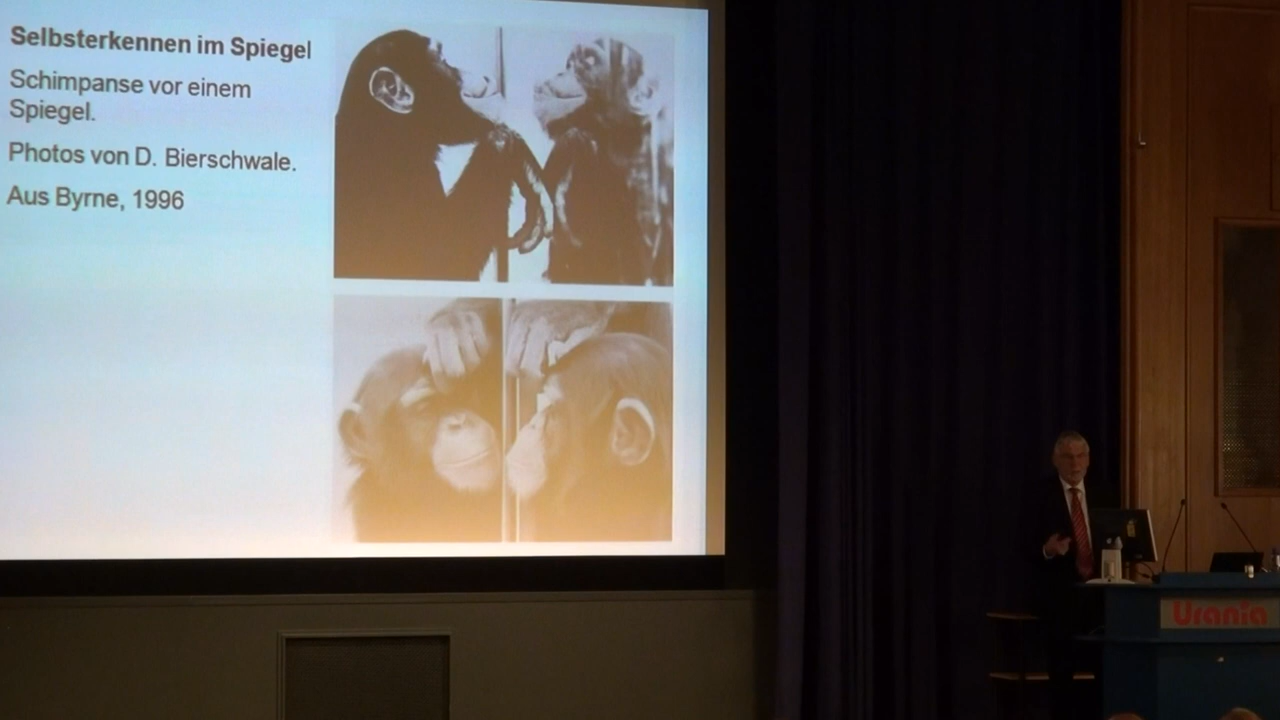 Selbsterkennen im Spiegel
Schimpanse vor einem
Spiegel.
Photos von D. Bierschwale.
Aus Byrne, 1996
Urania